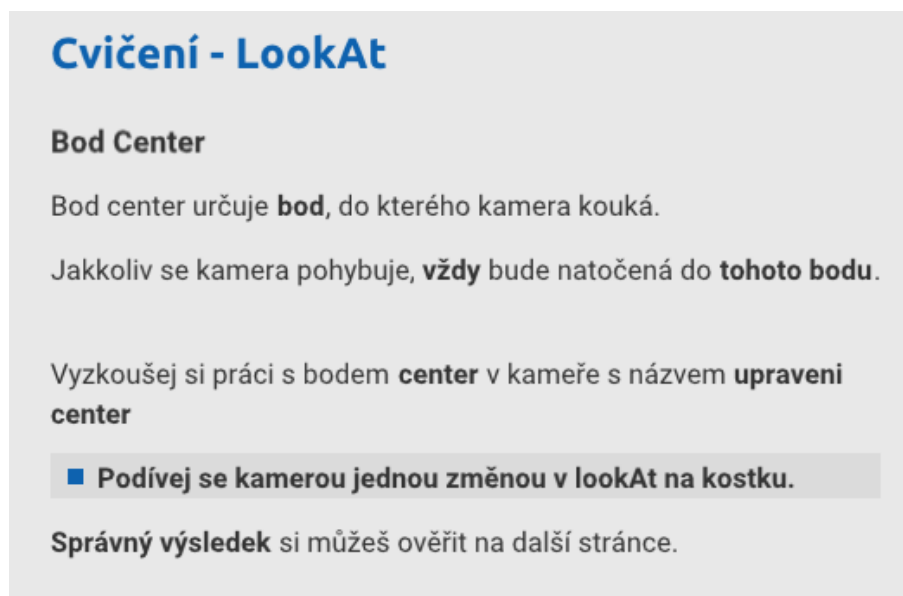 Cvičení - LookAt
Bod Center
Bod center určuje bod, do kterého kamera kouká.
Jakkoliv se kamera pohybuje, vždy bude natočená do tohoto bodu.
Vyzkoušej si práci s bodem center v kameře s názvem upraveni
center
Podívej se kamerou jednou změnou v lookAt na kostku.
Správný výsledek si můžeš ověřit na další stránce.